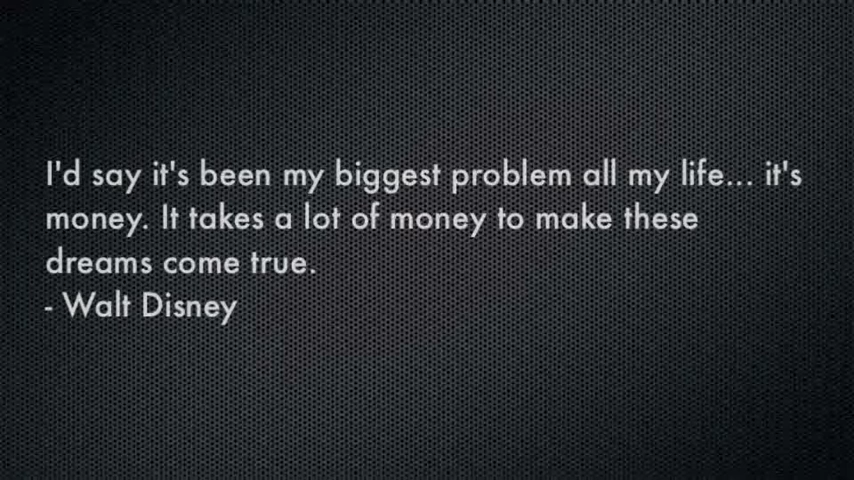 I'd say it's been my biggest problem all my life... it's
money. It takes a lot of money to make these
dreams come true.
- Walt Disney